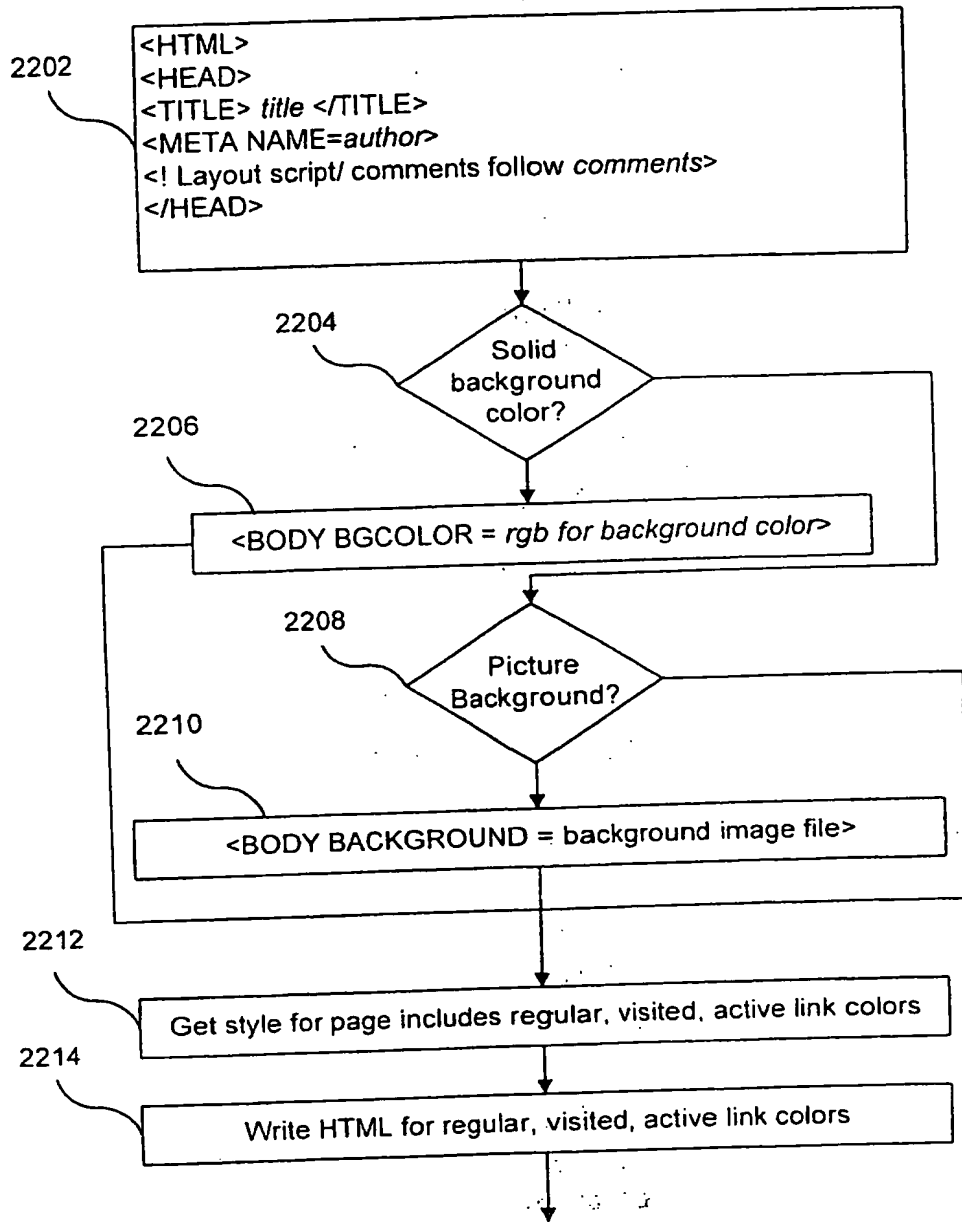 2202
<HTML>
<HEAD>
<TITLE> title </TITLE>
<META NAME=author>
<! Layout script/ comments follow comments>
</HEAD>
2204
Solid
background
color?
2206
<BODY BGCOLOR = rgb for background color>
2208
Picture
Background?
2210
<BODY BACKGROUND = background image file>
2212
Get style for page includes regular, visited, active link colors
2214
Write HTML for regular, visited, active link colors